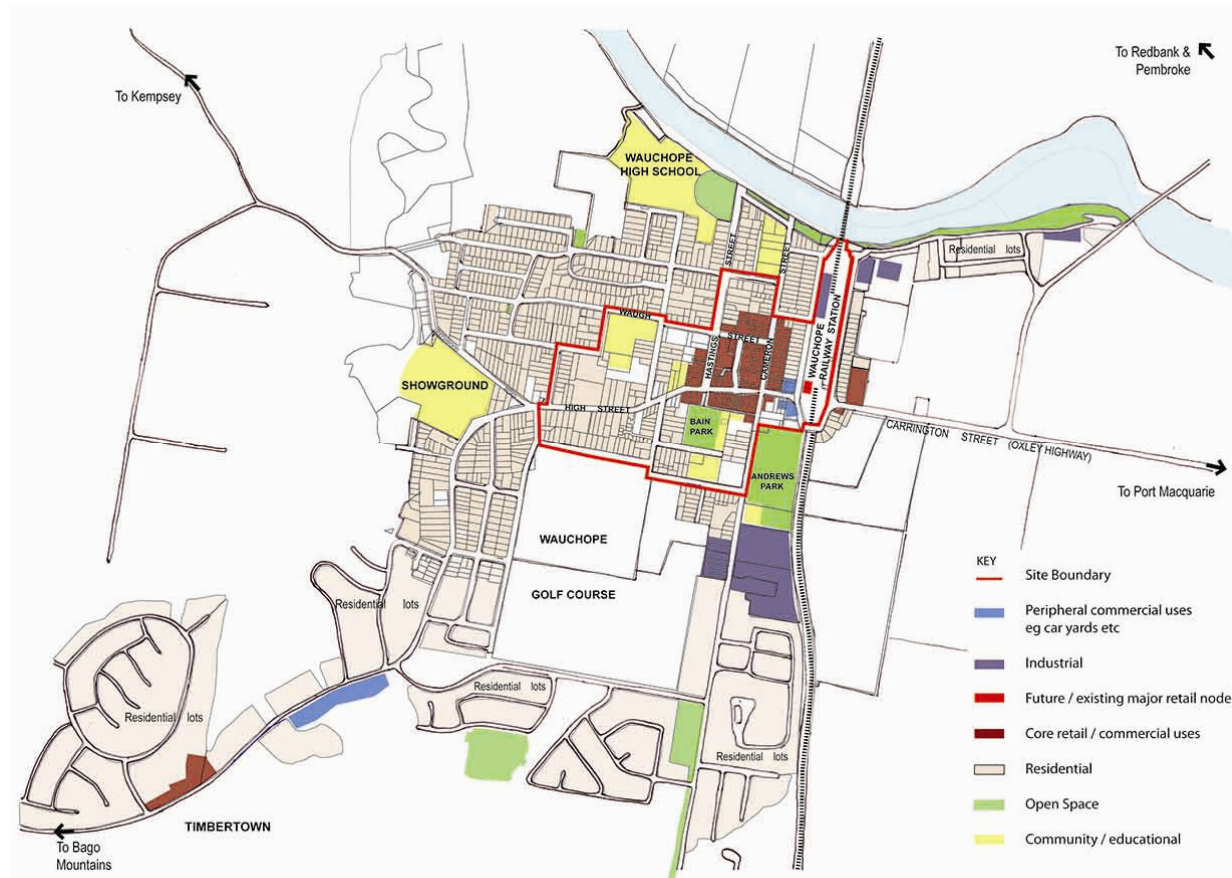 To Redbank &
Pembroke
To Kempsey
WAUCHOPE
HIGH SCHOOL
STREET
STREET
Residential lots
WAUGH
STREET
HASTINGS
CAMERON
WAUCHOPE
RAILWAY STATION
SHOWGROUND
HIGH STREET
BAIN
PARK
CARRINGTON STREET (OXLEY HIGHWAY)
ANDREWS
PARK
To Port Macquarie
WAUCHOPE
GOLF COURSE
Residential lots
Residential lots
Residential lots
Residential lots
TIMBERTOWN
To Bago
Mountains
KEY
Site Boundary
Peripheral commercial uses
eg car yards etc
Industrial
Future / existing major retail node
Core retail / commercial uses
Residential
Open Space
Community / educational